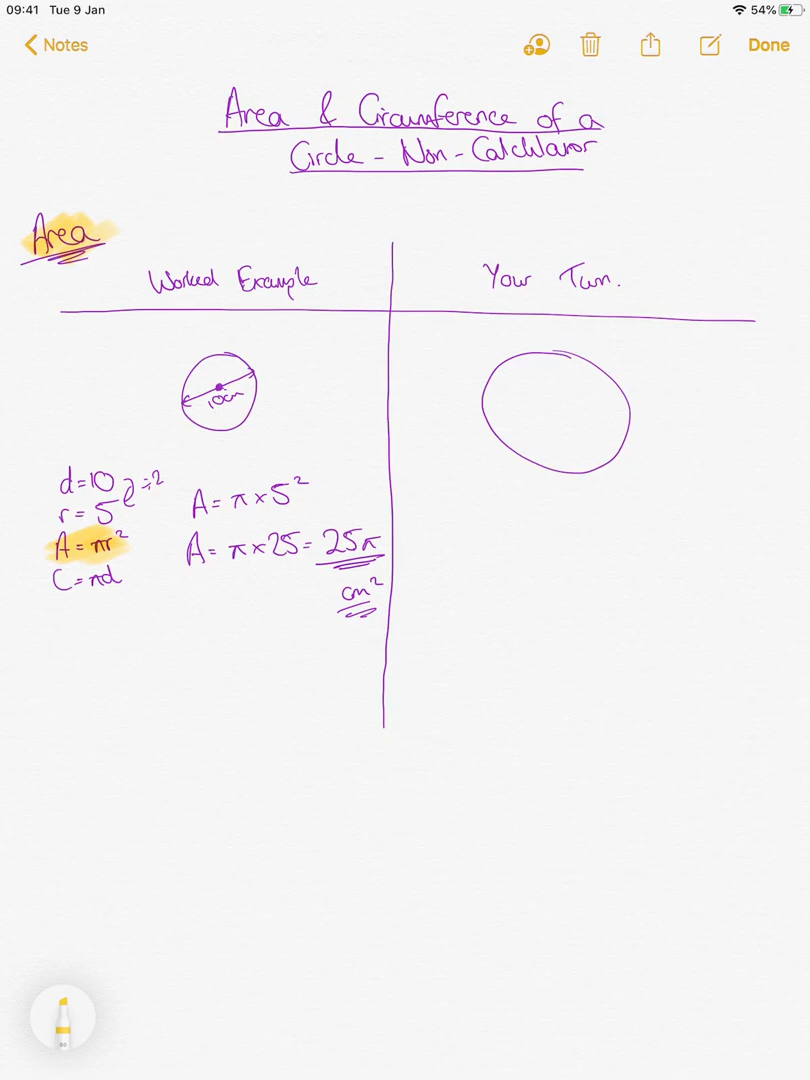 09:41 Tue 9 Jan
54%
Notes
Done
Area & Circumference of a
Circle - Non-Calculator
Area
Worked Example
Your Turn.
10cm
d=10
÷2
r=5
A=πr²
C=πd
A=π×5²
A=π×25=25π
cm²
80